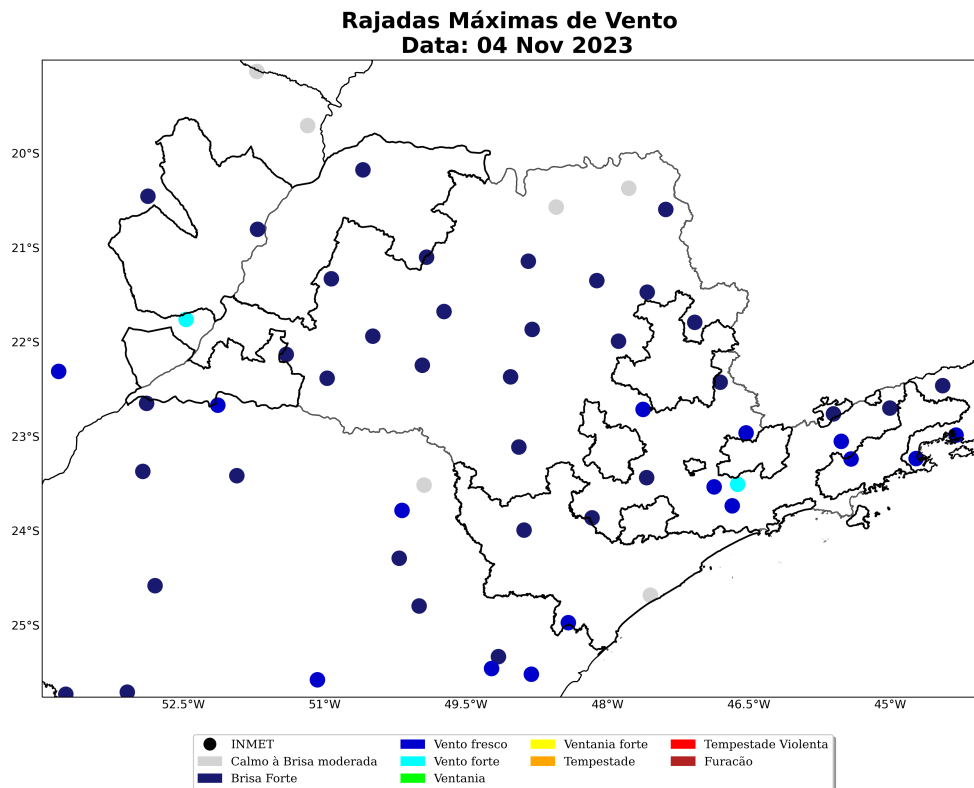 Rajadas Máximas de Vento
Data: 04 Nov 2023
20°S
21°S
22°S
23°S
24°S
25°S
52.5°W
51°W
49.5°W
48°W
46.5°W
45°W
INMET
Calmo à Brisa moderada
Brisa Forte
Vento fresco
Vento forte
Ventania
Ventania forte
Tempestade
Tempestade Violenta
Furacão